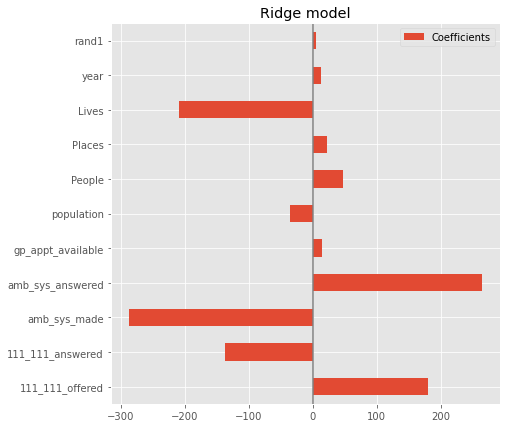 Ridge model
Coefficients
rand1
year
Lives
Places
People
population
gp_appt_available
amb_sys_answered
amb_sys_made
111_111_answered
111_111_offered
−300 −200 −100 0 100 200